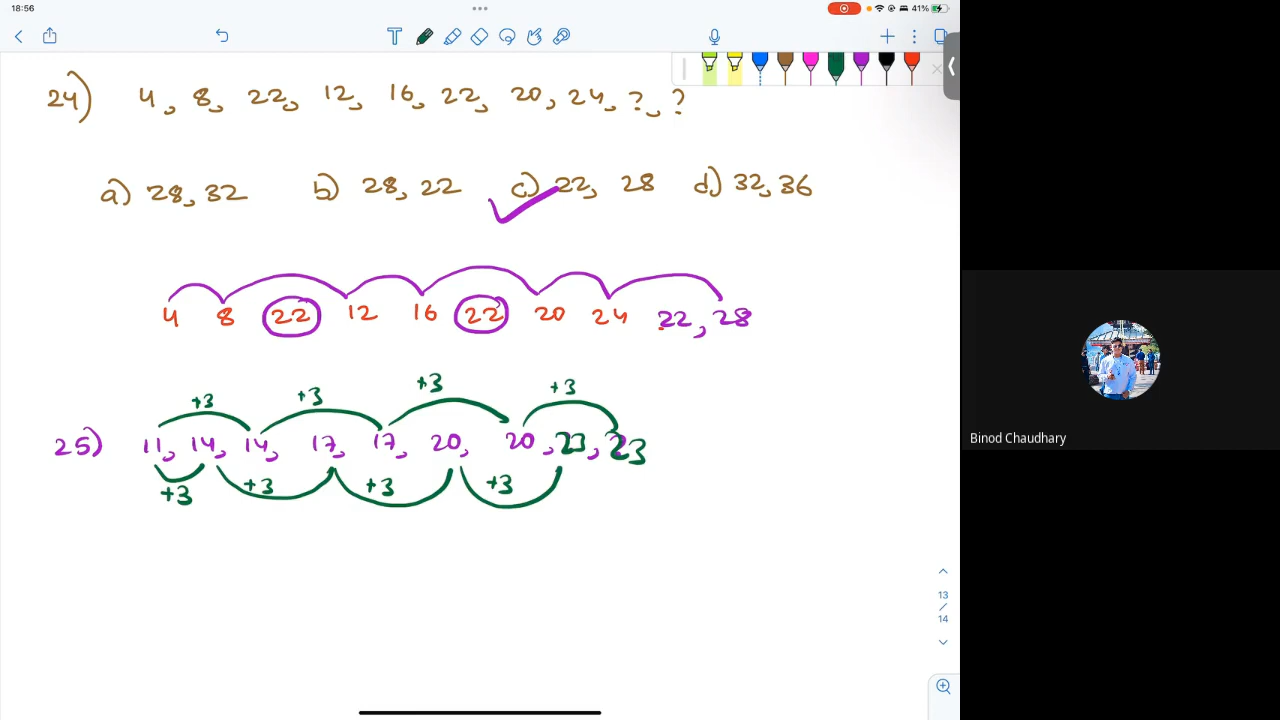 18:56
41%
24) 4, 8, 22, 12, 16, 22, 20, 24, ?, ?
a) 28, 32 b) 28, 22 c) 22, 28 d) 32, 36
4 8 22 12 16 22 20 24 22, 28
+3 +3 +3 +3
25) 11, 14, 14, 17, 17, 20, 20, 23, 23
+3 +3 +3 +3
Binod Chaudhary
13
/
14